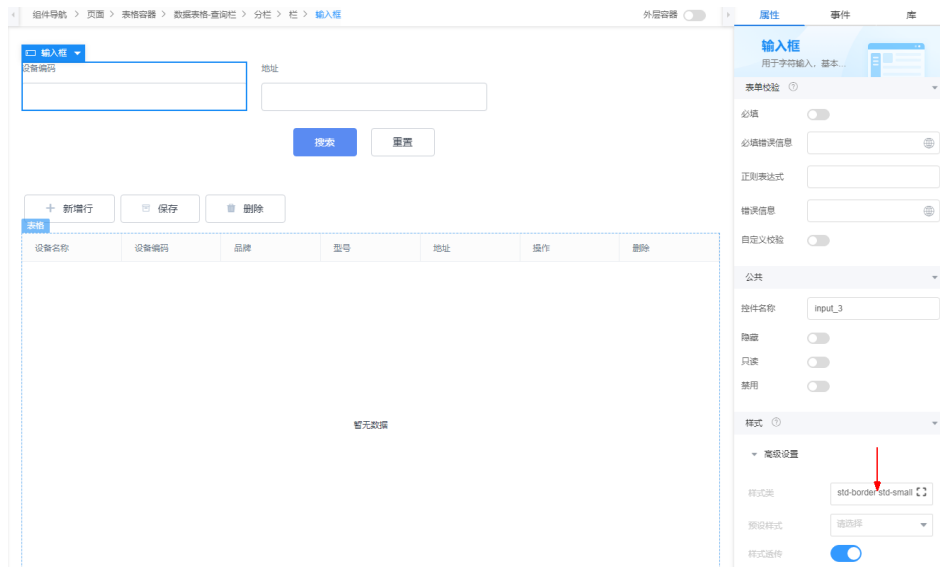 组件导航 > 页面 > 表格容器 > 数据表格-查询栏 > 分栏 > 栏 > 输入框 外层容器
属性 事件 库
输入框
用于字符输入、基本...
输入框
设备编码 地址
搜索 重置
新增行 保存 删除
表格
设备名称 设备编码 品牌 型号 地址 操作 删除
暂无数据
表单校验
必填
必填错误信息
正则表达式
错误信息
自定义校验
公共
控件名称 input_3
隐藏
只读
禁用
样式
高级设置
样式类 std-border std-small
预设样式 请选择
样式透传